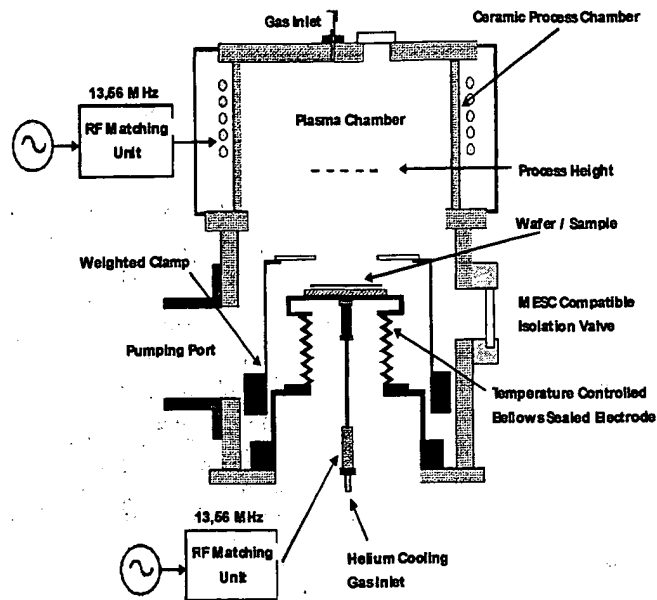 Gas Inlet
Ceramic Process Chamber
13,56 MHz
RF Matching
Unit
Plasma Chamber
Process Height
Wafer / Sample
Weighted Clamp
MESC Compatible
Isolation Valve
Pumping Port
Temperature Controlled
Bellows Sealed Electrode
13,56 MHz
RF Matching
Unit
Helium Cooling
Gas Inlet